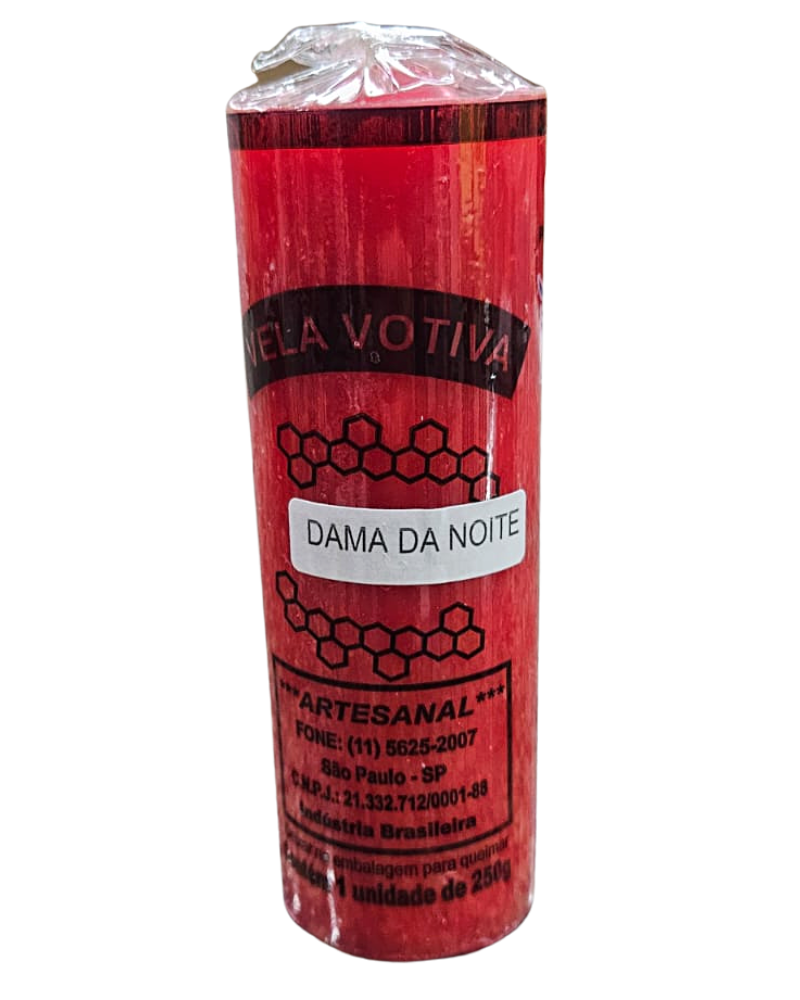 VELA VOTIVA
DAMA DA NOITE
***ARTESANAL***
FONE: (11) 5625-2007
São Paulo - SP
C.N.P.J.: 21.332.712/0001-88
Indústria Brasileira
embalagem para queimar
1 unidade de 250g